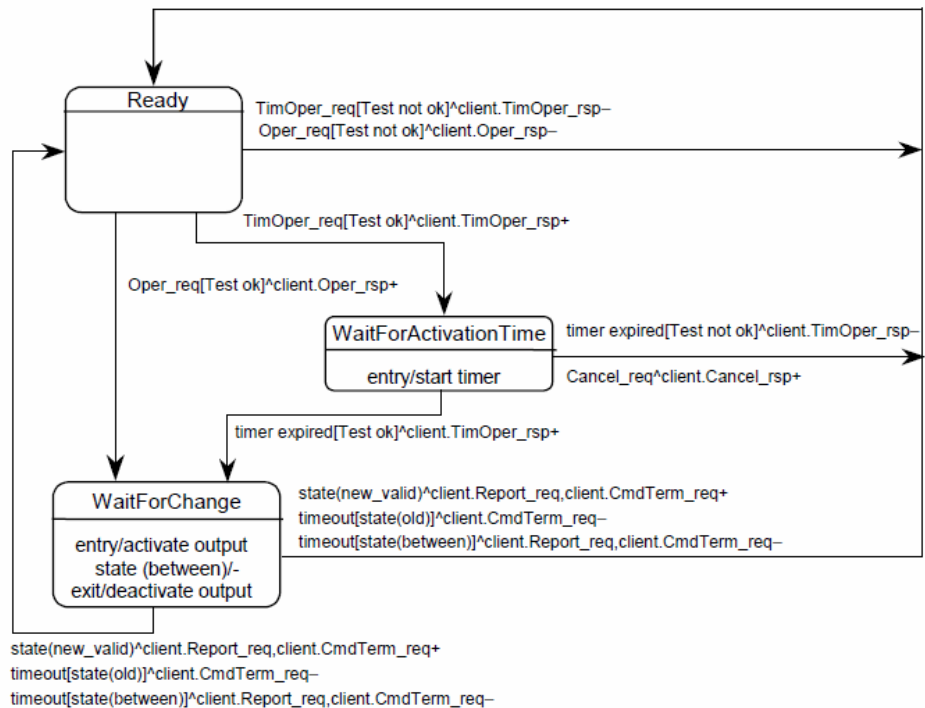 Ready
TimOper_req[Test not ok]^client.TimOper_rsp–
Oper_req[Test not ok]^client.Oper_rsp–
TimOper_req[Test ok]^client.TimOper_rsp+
Oper_req[Test ok]^client.Oper_rsp+
WaitForActivationTime
entry/start timer
timer expired[Test not ok]^client.TimOper_rsp–
Cancel_req^client.Cancel_rsp+
timer expired[Test ok]^client.TimOper_rsp+
WaitForChange
entry/activate output
state (between)/-
exit/deactivate output
state(new_valid)^client.Report_req,client.CmdTerm_req+
timeout[state(old)]^client.CmdTerm_req–
timeout[state(between)]^client.Report_req,client.CmdTerm_req–
state(new_valid)^client.Report_req,client.CmdTerm_req+
timeout[state(old)]^client.CmdTerm_req–
timeout[state(between)]^client.Report_req,client.CmdTerm_req–